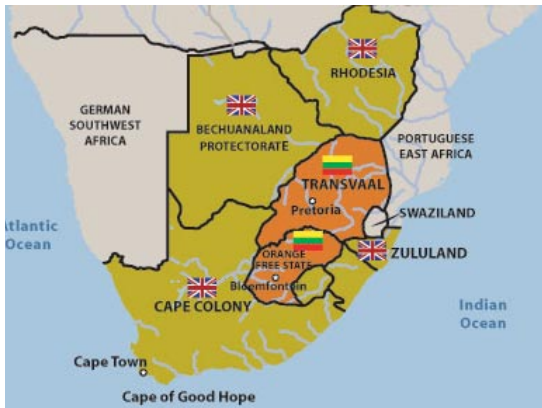 RHODESIA
GERMAN
SOUTHWEST
AFRICA
BECHUANALAND
PROTECTORATE
PORTUGUESE
EAST AFRICA
TRANSVAAL
Pretoria
SWAZILAND
Atlantic
Ocean
ORANGE
FREE STATE
ZULULAND
Bloemfontein
CAPE COLONY
Indian
Ocean
Cape Town
Cape of Good Hope